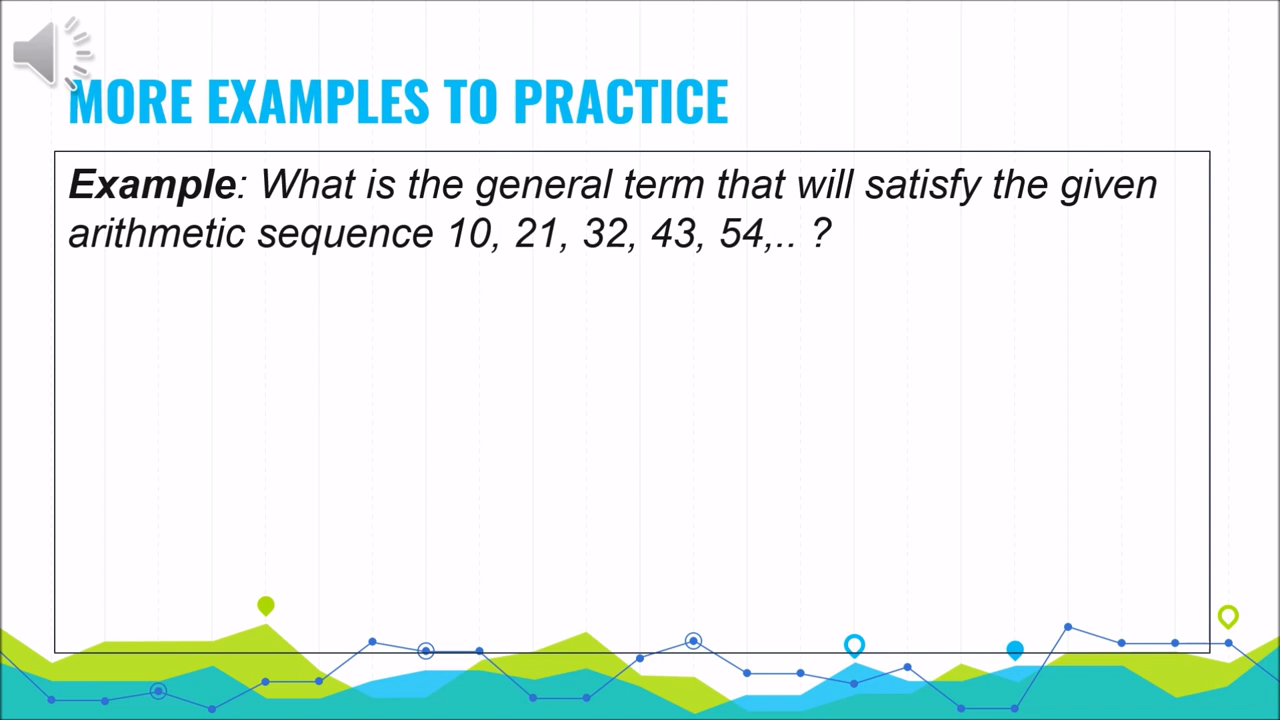 MORE EXAMPLES TO PRACTICE
Example: What is the general term that will satisfy the given
arithmetic sequence 10, 21, 32, 43, 54,.. ?